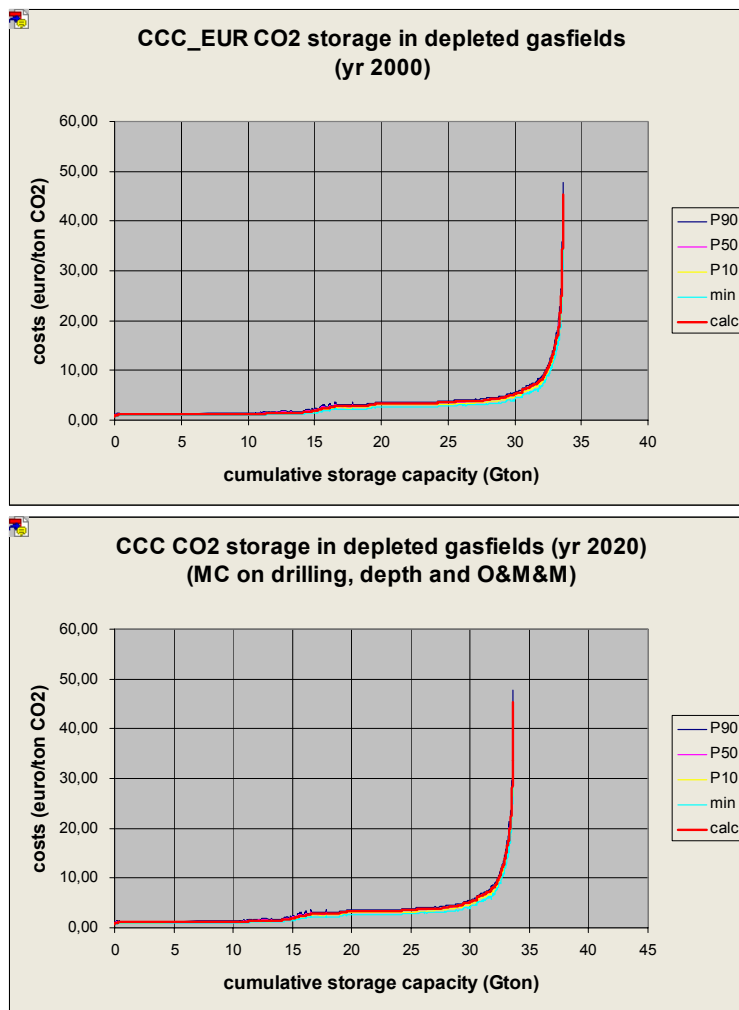 CCC_EUR CO2 storage in depleted gasfields
(yr 2000)
60,00
50,00
40,00
30,00
20,00
10,00
0,00
costs (euro/ton CO2)
0 5 10 15 20 25 30 35 40
cumulative storage capacity (Gton)
P90
P50
P10
min
calc
CCC CO2 storage in depleted gasfields (yr 2020)
(MC on drilling, depth and O&M&M)
60,00
50,00
40,00
30,00
20,00
10,00
0,00
costs (euro/ton CO2)
0 5 10 15 20 25 30 35 40 45
cumulative storage capacity (Gton)
P90
P50
P10
min
calc